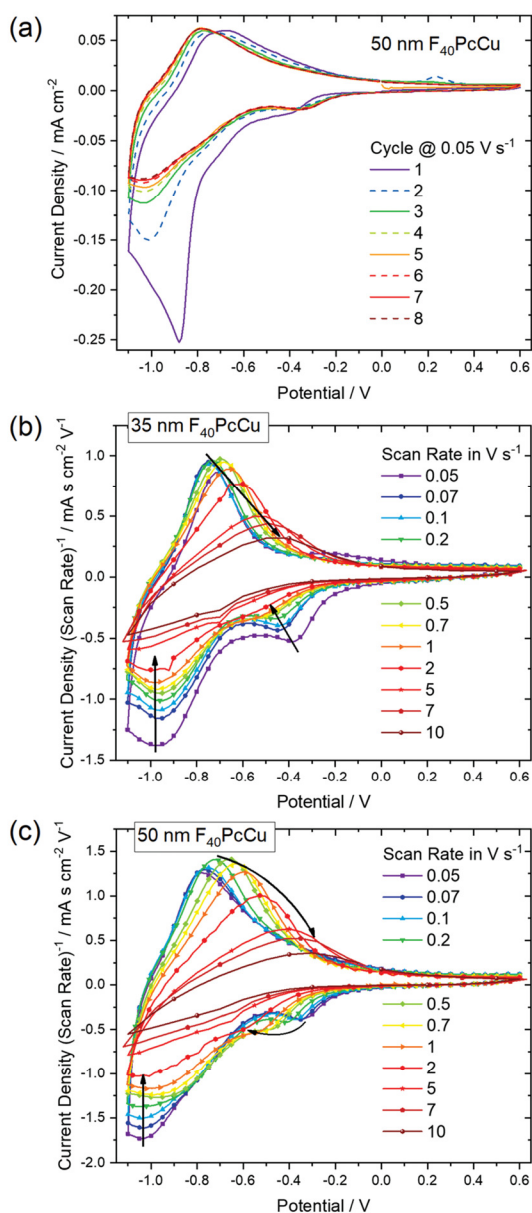 (a)
50 nm F₄₀PcCu
0.05
0.00
-0.05
-0.10
-0.15
-0.20
-0.25
Current Density / mA cm⁻²
Cycle @ 0.05 V s⁻¹
1
2
3
4
5
6
7
8
-1.0 -0.8 -0.6 -0.4 -0.2 0.0 0.2 0.4 0.6
Potential / V
(b)
35 nm F₄₀PcCu
1.0
0.5
0.0
-0.5
-1.0
-1.5
Current Density (Scan Rate)⁻¹ / mA s cm⁻² V⁻¹
Scan Rate in V s⁻¹
0.05
0.07
0.1
0.2
0.5
0.7
1
2
5
7
10
-1.0 -0.8 -0.6 -0.4 -0.2 0.0 0.2 0.4 0.6
Potential / V
(c)
50 nm F₄₀PcCu
1.5
1.0
0.5
0.0
-0.5
-1.0
-1.5
-2.0
Current Density (Scan Rate)⁻¹ / mA s cm⁻² V⁻¹
Scan Rate in V s⁻¹
0.05
0.07
0.1
0.2
0.5
0.7
1
2
5
7
10
-1.0 -0.8 -0.6 -0.4 -0.2 0.0 0.2 0.4 0.6
Potential / V